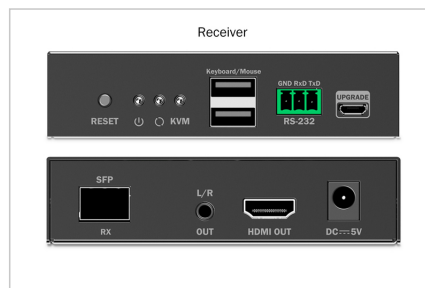 Receiver
Keyboard/Mouse
GND RxD TxD
UPGRADE
RESET
KVM
RS-232
SFP
L/R
RX
OUT
HDMI OUT
DC⎓5V